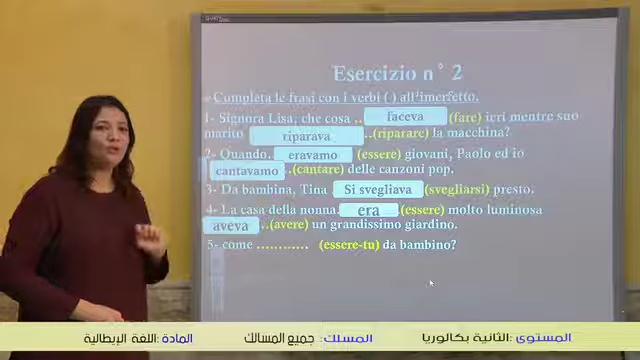 Esercizio n° 2
Completa le frasi con i verbi ( ) all'imerfetto.
1- Signora Lisa, che cosa .. faceva (fare) ieri mentre suo
marito riparava ..(riparare) la macchina?
2- Quando. eravamo (essere) giovani, Paolo ed io
cantavamo ..(cantare) delle canzoni pop.
3- Da bambina, Tina Si svegliava (svegliarsi) presto.
4- La casa della nonna. era (essere) molto luminosa
aveva ..(avere) un grandissimo giardino.
5- come ............ (essere-tu) da bambino?
المستوى :الثانية بكالوريا المسلك: جميع المسالك المادة :اللغة الإيطالية